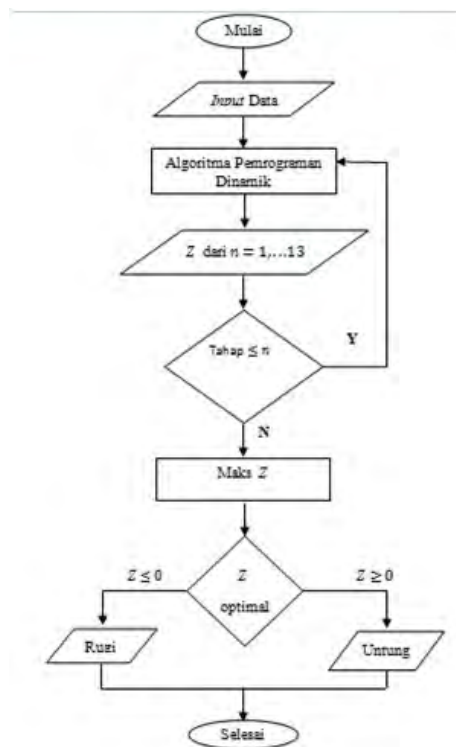 Mulai
Input Data
Algoritma Pemrograman
Dinamik
Z dari n = 1,...13
Tahap ≤ n
Y
N
Maks Z
Z ≤ 0
Z
optimal
Z ≥ 0
Rugi
Untung
Selesai